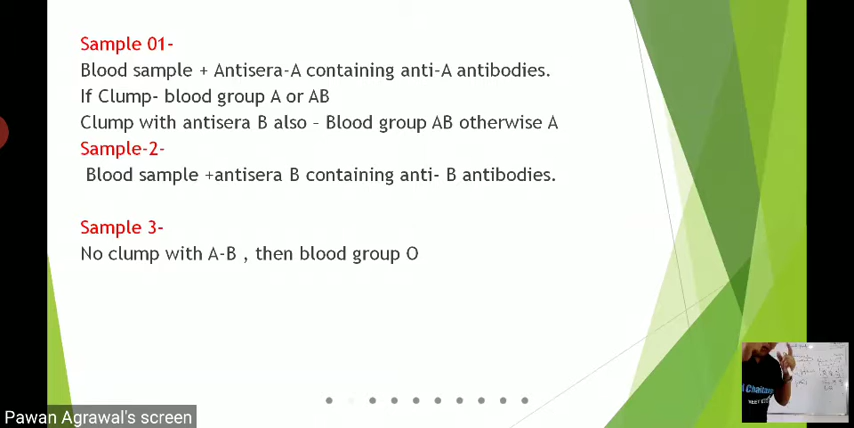 Sample 01-
Blood sample + Antisera-A containing anti-A antibodies.
If Clump- blood group A or AB
Clump with antisera B also – Blood group AB otherwise A
Sample-2-
Blood sample +antisera B containing anti- B antibodies.
Sample 3-
No clump with A-B , then blood group O
Pawan Agrawal's screen